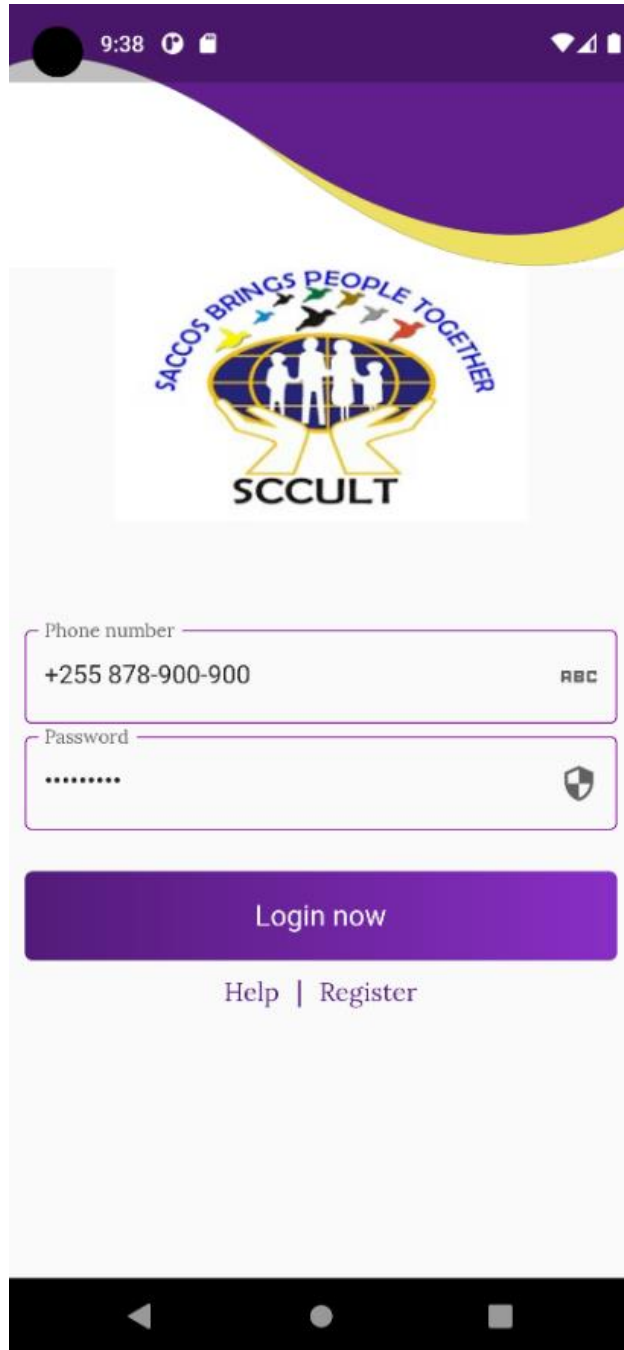 9:38
SACCOS BRINGS PEOPLE TOGETHER
SCCULT
Phone number
+255 878-900-900
ABC
Password
•••••••••
Login now
Help | Register